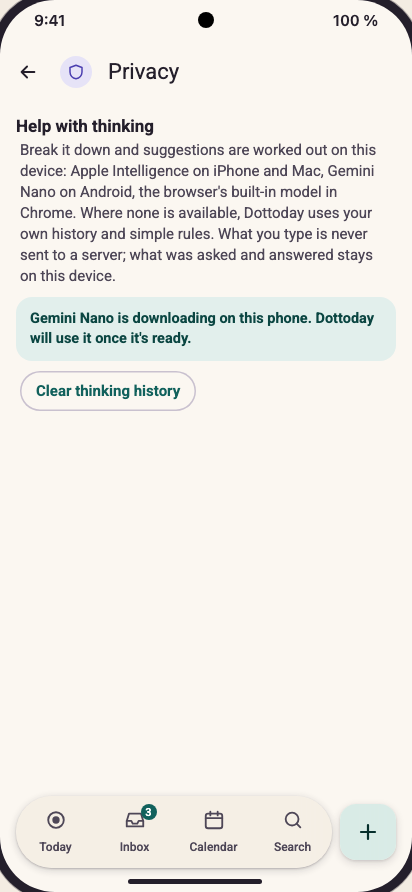 9:41
100 %
Privacy
Help with thinking
Break it down and suggestions are worked out on this
device: Apple Intelligence on iPhone and Mac, Gemini
Nano on Android, the browser's built-in model in
Chrome. Where none is available, Dottoday uses your
own history and simple rules. What you type is never
sent to a server; what was asked and answered stays
on this device.
Gemini Nano is downloading on this phone. Dottoday
will use it once it's ready.
Clear thinking history
3
Today
Inbox
Calendar
Search